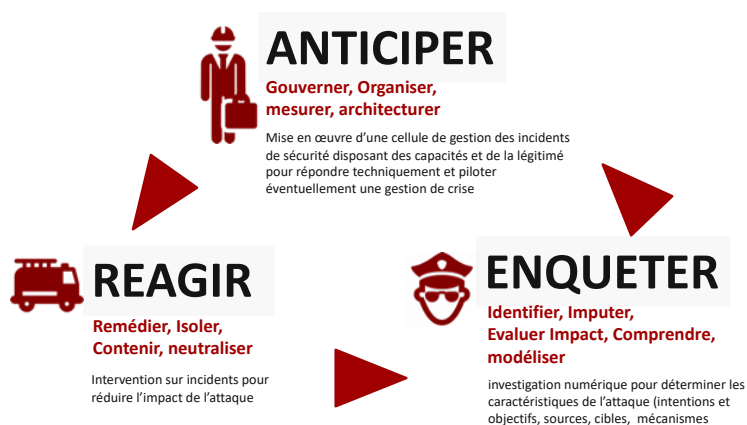 ANTICIPER
Gouverner, Organiser,
mesurer, architecturer
Mise en œuvre d’une cellule de gestion des incidents
de sécurité disposant des capacités et de la légitimé
pour répondre techniquement et piloter
éventuellement une gestion de crise
REAGIR
Remédier, Isoler,
Contenir, neutraliser
Intervention sur incidents pour
réduire l’impact de l’attaque
ENQUETER
Identifier, Imputer,
Evaluer Impact, Comprendre,
modéliser
investigation numérique pour déterminer les
caractéristiques de l’attaque (intentions et
objectifs, sources, cibles, mécanismes